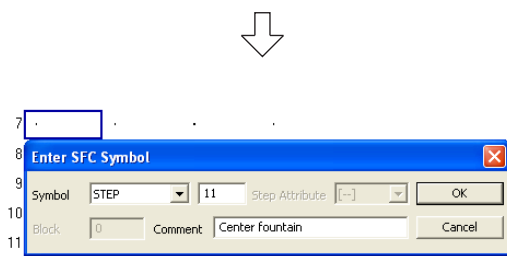 7
8 Enter SFC Symbol
9
Symbol STEP 11 Step Attribute [--] OK
10
Block 0 Comment Center fountain Cancel
11